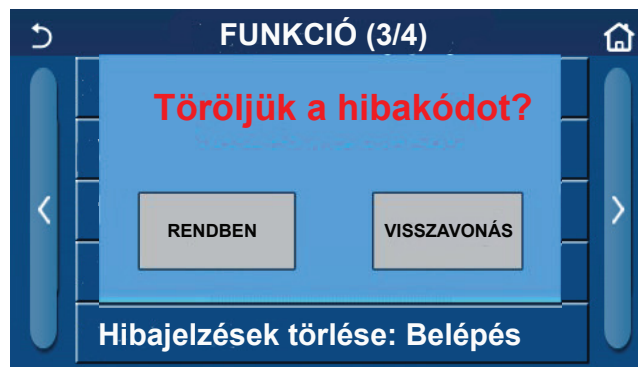 FUNKCIÓ (3/4)
Töröljük a hibakódot?
RENDBEN
VISSZAVONÁS
Hibajelzések törlése: Belépés